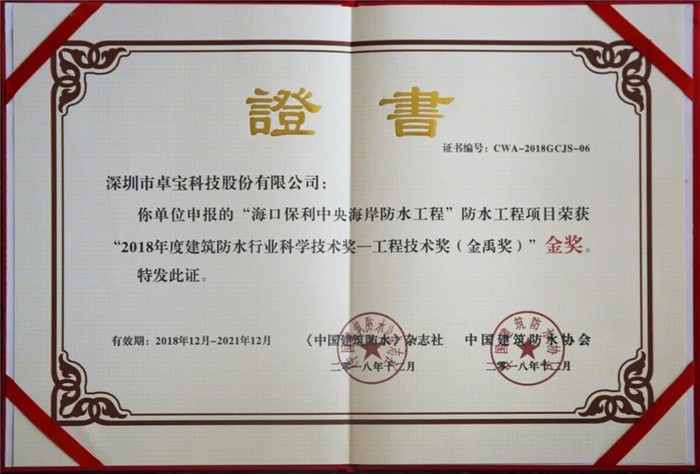 證書
证书编号：CWA-2018GCJS-06
深圳市卓宝科技股份有限公司：
你单位申报的“海口保利中央海岸防水工程”防水工程项目荣获
“2018年度建筑防水行业科学技术奖—工程技术奖（金禹奖）”金奖。
特发此证。
有效期：2018年12月-2021年12月
《中国建筑防水》杂志社
中国建筑防水协会
二〇一八年十二月
二〇一八年十二月